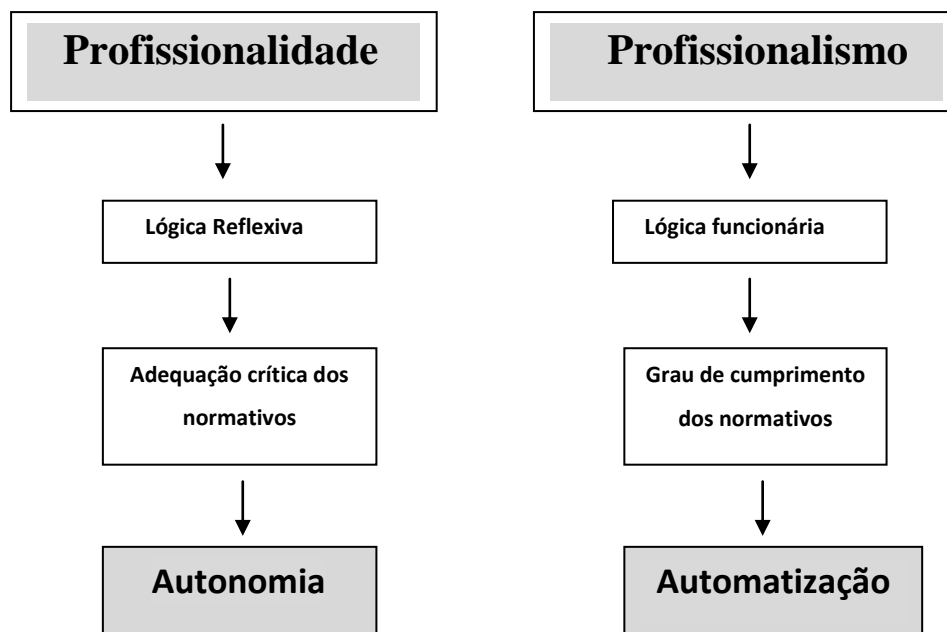 Profissionalidade
Profissionalismo
Lógica Reflexiva
Lógica funcionária
Adequação crítica dos
normativos
Grau de cumprimento
dos normativos
Autonomia
Automatização